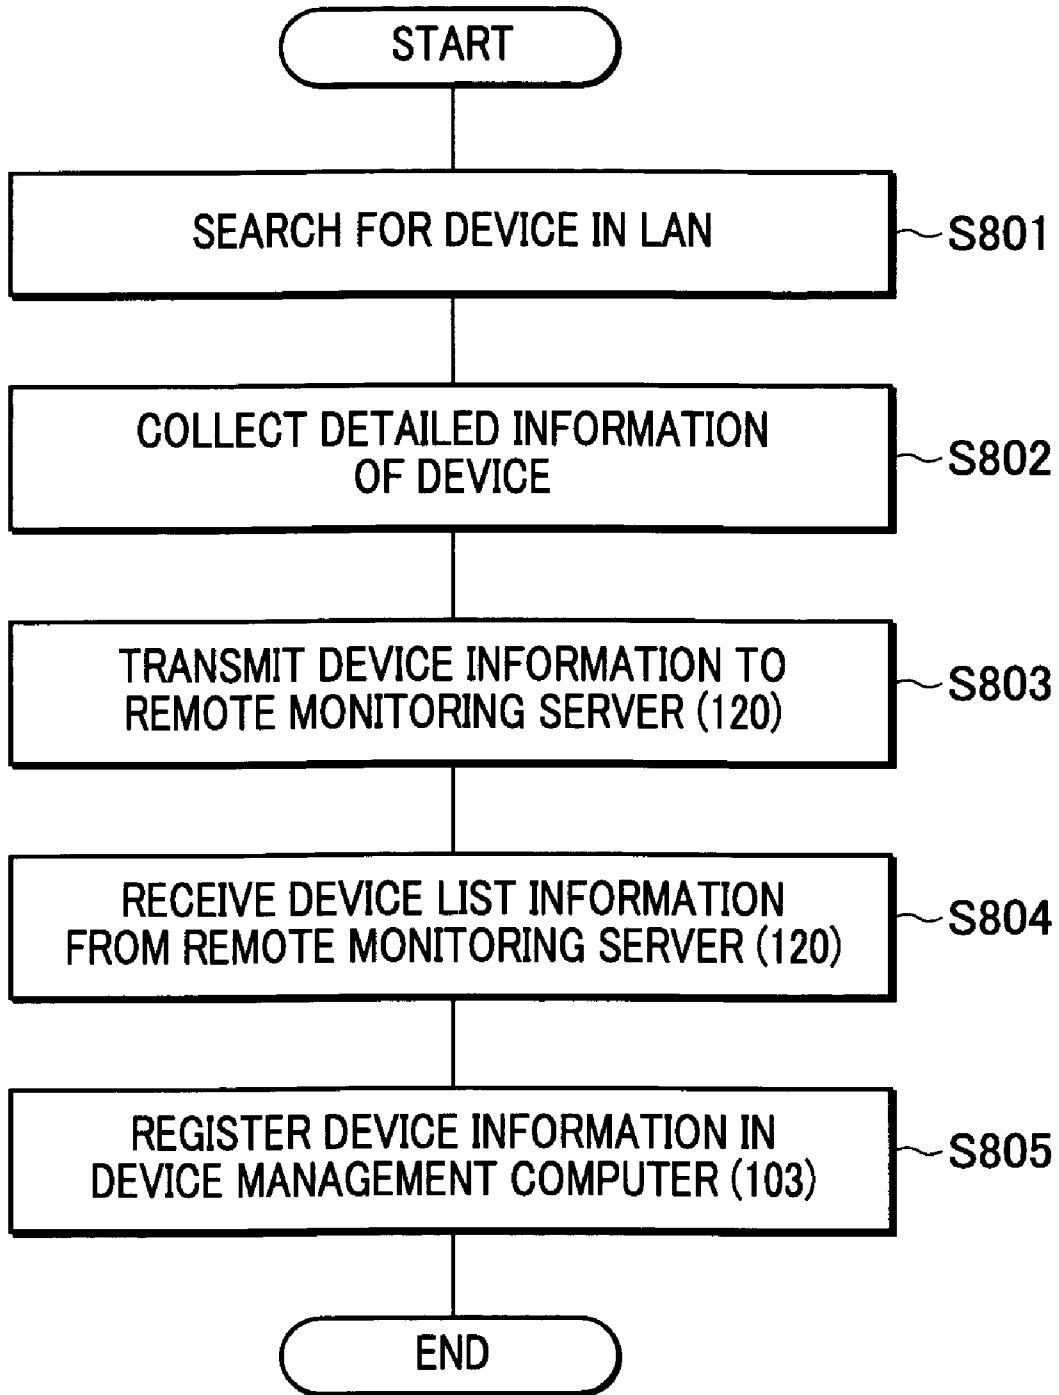 START
SEARCH FOR DEVICE IN LAN
S801
COLLECT DETAILED INFORMATION
OF DEVICE
S802
TRANSMIT DEVICE INFORMATION TO
REMOTE MONITORING SERVER (120)
S803
RECEIVE DEVICE LIST INFORMATION
FROM REMOTE MONITORING SERVER (120)
S804
REGISTER DEVICE INFORMATION IN
DEVICE MANAGEMENT COMPUTER (103)
S805
END